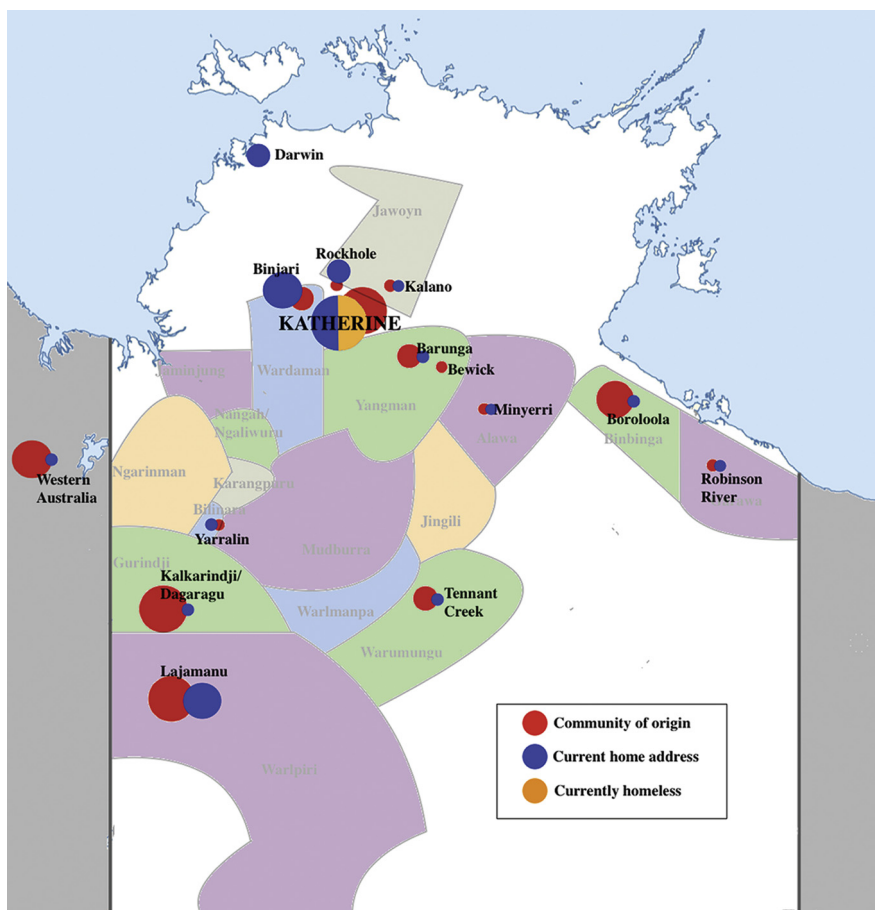 Darwin
Jawoyn
Rockhole
Binjari
Kalano
KATHERINE
Barunga
Bewick
Jaminjung
Wardaman
Yangman
Minyerri
Alawa
Nangah/
Ngaliwuru
Boroloola
Binbinga
Western
Australia
Ngarinman
Karangpuru
Robinson
River
Bilinara
Yarralin
Jingili
Mudburra
Gurindji
Kalkarindji/
Dagaragu
Tennant
Creek
Warlmanpa
Warumungu
Lajamanu
Warlpiri
Community of origin
Current home address
Currently homeless